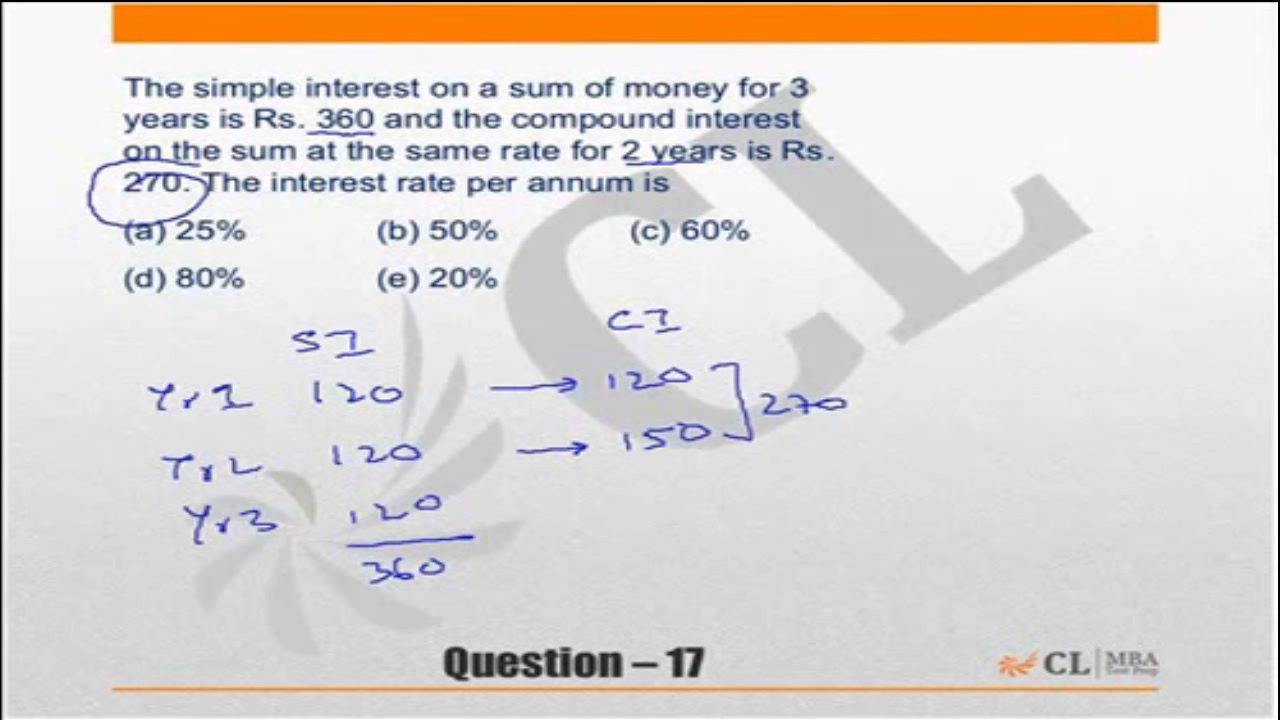 The simple interest on a sum of money for 3
years is Rs. 360 and the compound interest
on the sum at the same rate for 2 years is Rs.
270. The interest rate per annum is
(a) 25% (b) 50% (c) 60%
(d) 80% (e) 20%
SI CI
Yr1 120 → 120
Yr2 120 → 150 ] 270
Yr3 120
360
CL
Question – 17
CL MBA
Test Prep